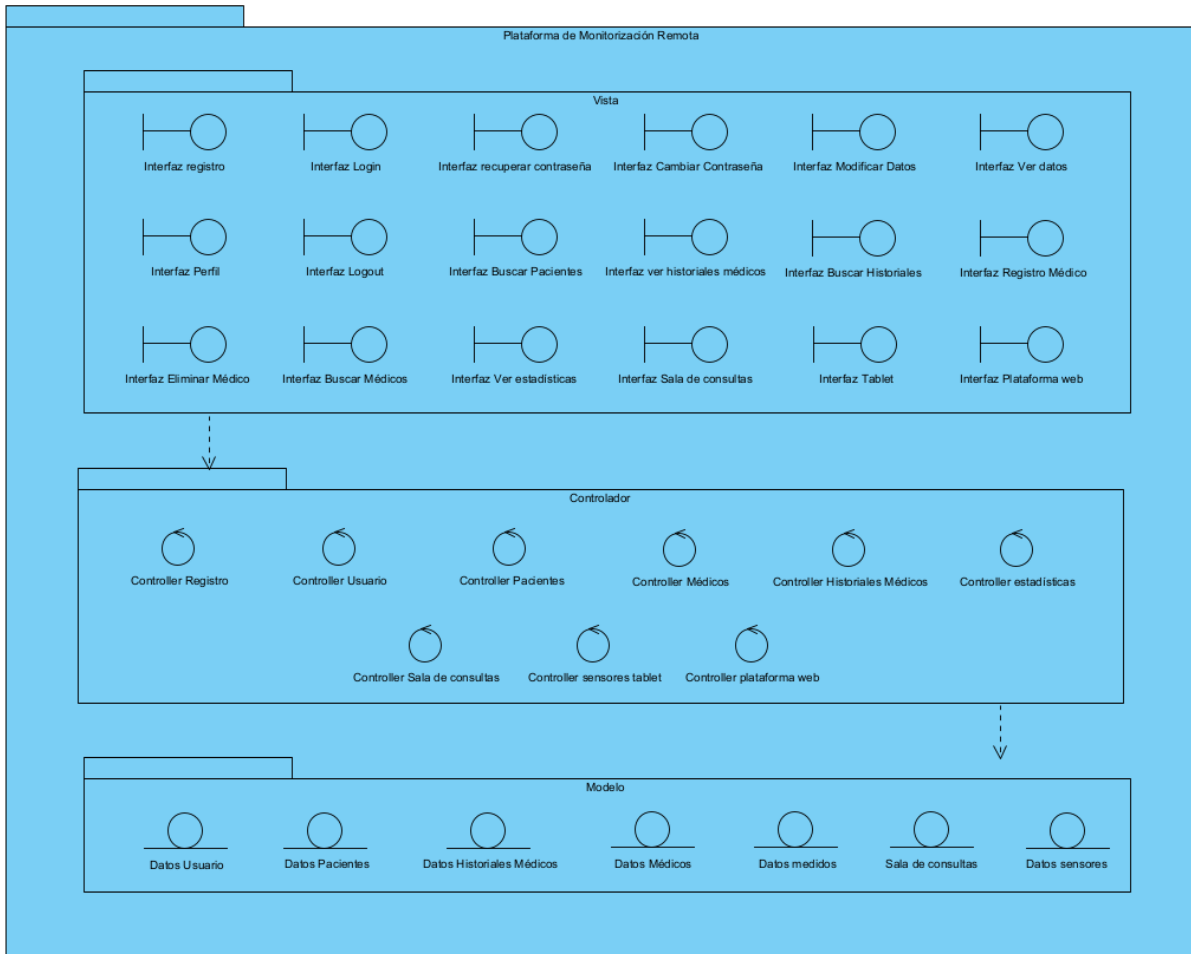 Plataforma de Monitorización Remota
Vista
Interfaz registro
Interfaz Login
Interfaz recuperar contraseña
Interfaz Cambiar Contraseña
Interfaz Modificar Datos
Interfaz Ver datos
Interfaz Perfil
Interfaz Logout
Interfaz Buscar Pacientes
Interfaz ver historiales médicos
Interfaz Buscar Historiales
Interfaz Registro Médico
Interfaz Eliminar Médico
Interfaz Buscar Médicos
Interfaz Ver estadísticas
Interfaz Sala de consultas
Interfaz Tablet
Interfaz Plataforma web
Controlador
Controller Registro
Controller Usuario
Controller Pacientes
Controller Médicos
Controller Historiales Médicos
Controller estadísticas
Controller Sala de consultas
Controller sensores tablet
Controller plataforma web
Modelo
Datos Usuario
Datos Pacientes
Datos Historiales Médicos
Datos Médicos
Datos medidos
Sala de consultas
Datos sensores